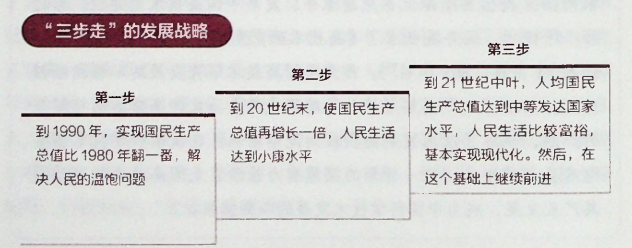 “三步走”的发展战略
第一步
到1990年，实现国民生产
总值比1980年翻一番，解
决人民的温饱问题
第二步
到20世纪末，使国民生产
总值再增长一倍，人民生活
达到小康水平
第三步
到21世纪中叶，人均国民
生产总值达到中等发达国家
水平，人民生活比较富裕，
基本实现现代化。然后，在
这个基础上继续前进